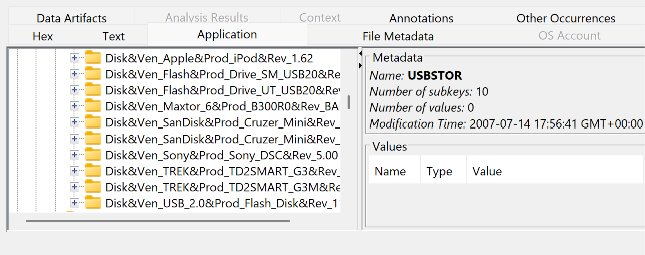 Data Artifacts Analysis Results Context Annotations Other Occurrences
Hex Text Application File Metadata OS Account
Disk&Ven_Apple&Prod_iPod&Rev_1.62
Disk&Ven_Flash&Prod_Drive_SM_USB20&Re
Disk&Ven_Flash&Prod_Drive_UT_USB20&Re
Disk&Ven_Maxtor_6&Prod_B300R0&Rev_BA
Disk&Ven_SanDisk&Prod_Cruzer_Mini&Rev_
Disk&Ven_SanDisk&Prod_Cruzer_Mini&Rev_
Disk&Ven_Sony&Prod_Sony_DSC&Rev_5.00
Disk&Ven_TREK&Prod_TD2SMART_G3&Rev_
Disk&Ven_TREK&Prod_TD2SMART_G3M&Re
Disk&Ven_USB_2.0&Prod_Flash_Disk&Rev_1
Metadata
Name: USBSTOR
Number of subkeys: 10
Number of values: 0
Modification Time: 2007-07-14 17:56:41 GMT+00:00
Values
Name Type Value